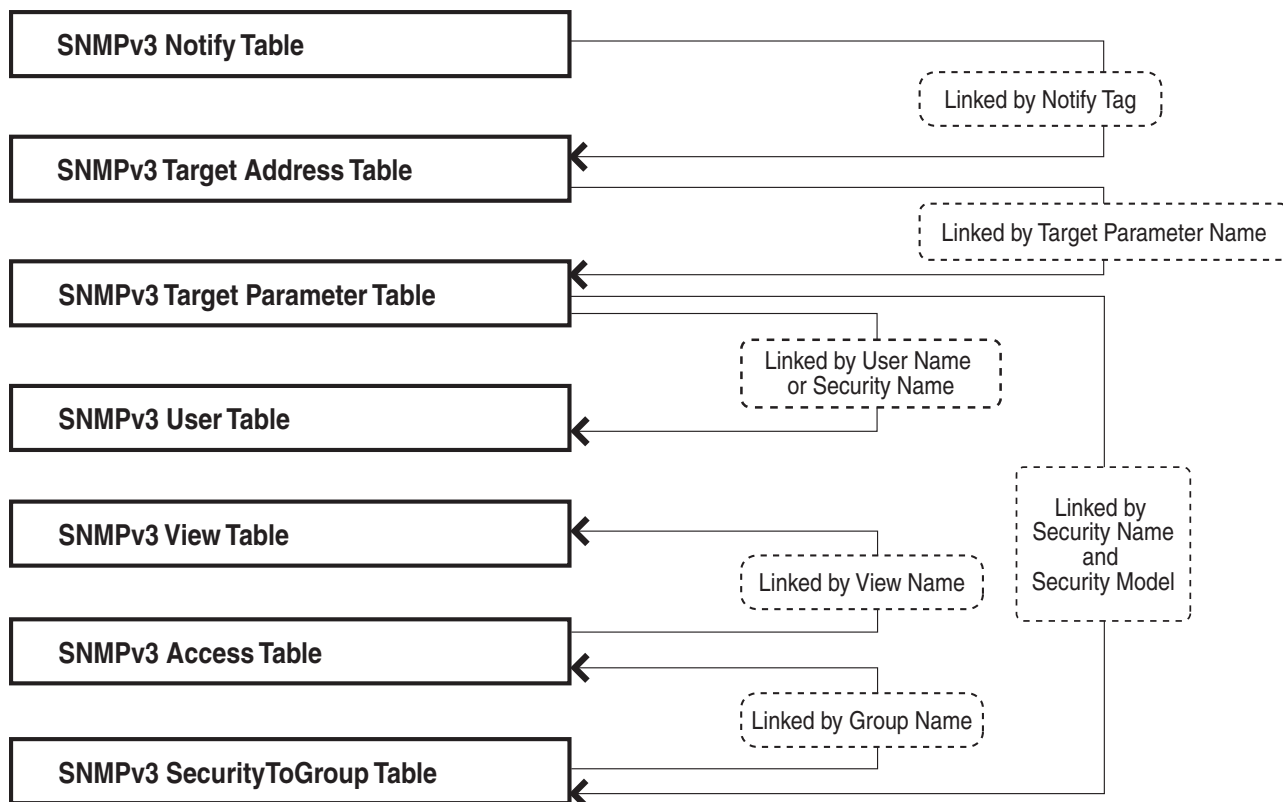 SNMPv3 Notify Table
Linked by Notify Tag
SNMPv3 Target Address Table
Linked by Target Parameter Name
SNMPv3 Target Parameter Table
Linked by User Name
or Security Name
SNMPv3 User Table
Linked by
Security Name
and
Security Model
SNMPv3 View Table
Linked by View Name
SNMPv3 Access Table
Linked by Group Name
SNMPv3 SecurityToGroup Table